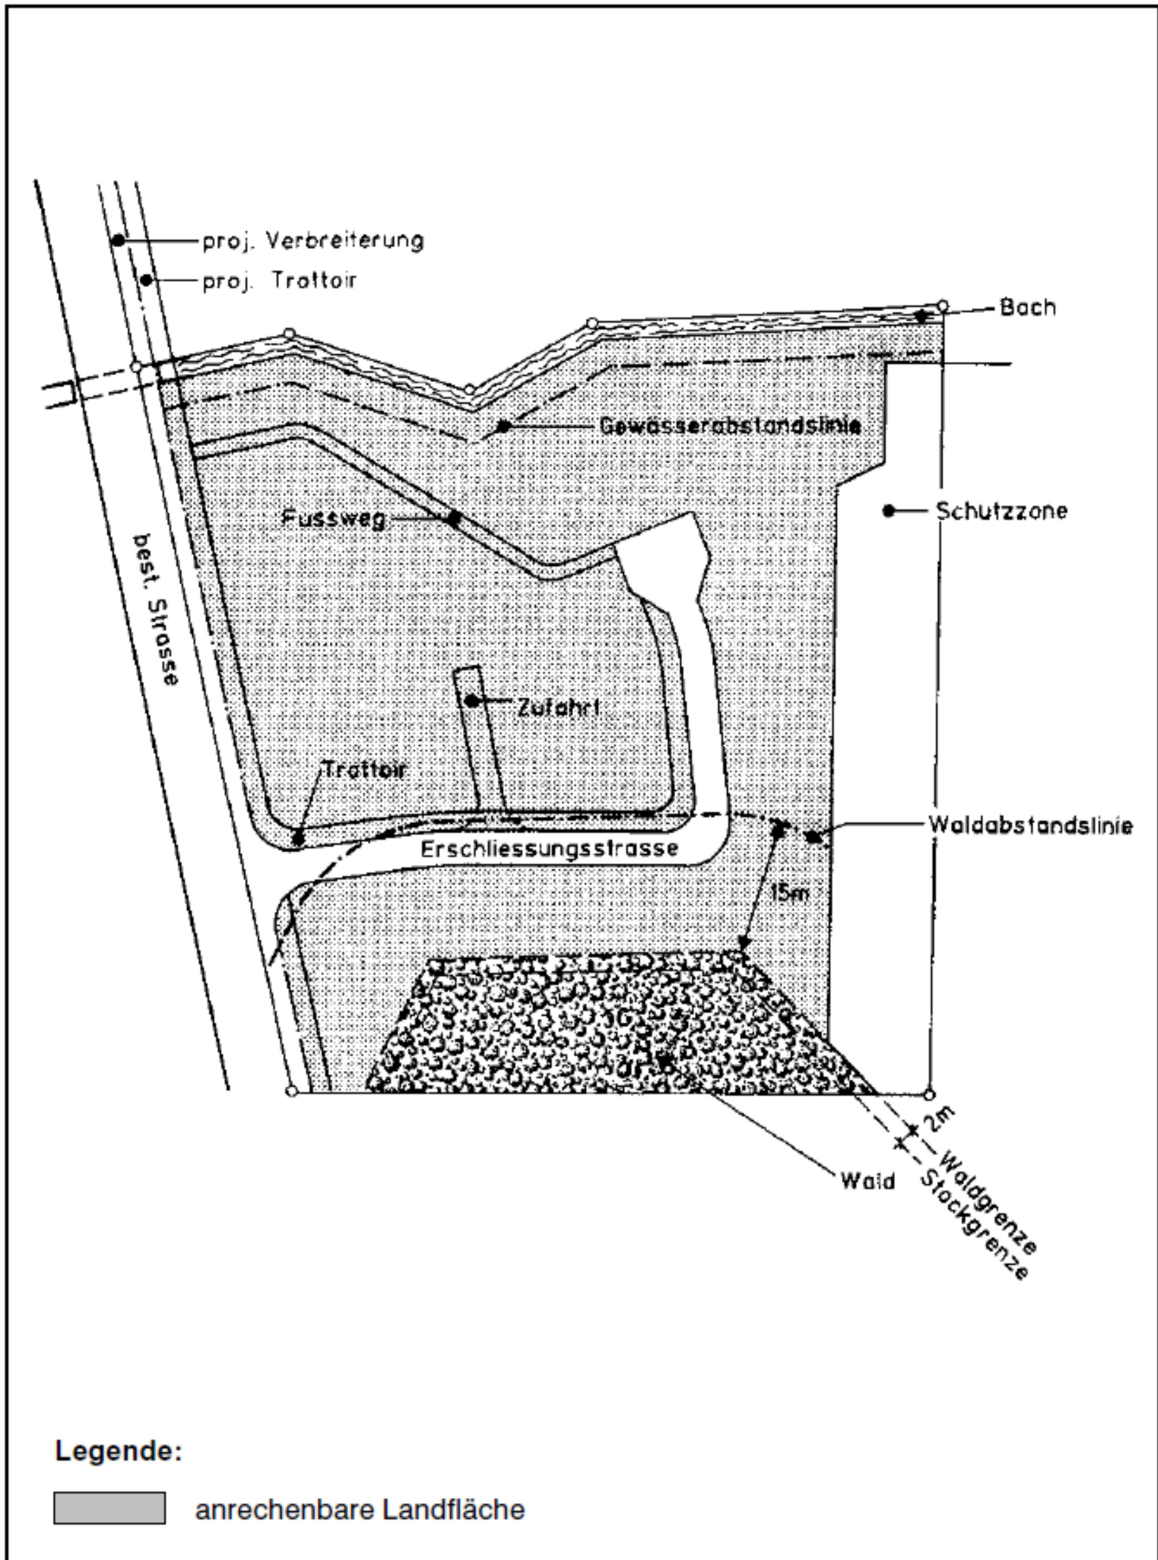 proj. Verbreiterung
proj. Trottoir
Bach
Gewässerabstandslinie
Fussweg
Schutzzone
best. Strasse
Zufahrt
Trottoir
Waldabstandslinie
Erschliessungsstrasse
15m
2m
Wald
Waldgrenze
Stockgrenze
Legende:
anrechenbare Landfläche